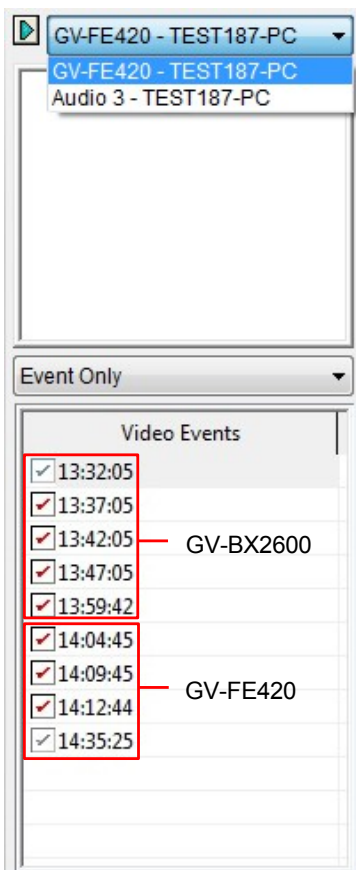 GV-FE420 - TEST187-PC
GV-FE420 - TEST187-PC
Audio 3 - TEST187-PC
Event Only
Video Events
13:32:05
13:37:05
13:42:05 GV-BX2600
13:47:05
13:59:42
14:04:45
14:09:45
GV-FE420
14:12:44
14:35:25